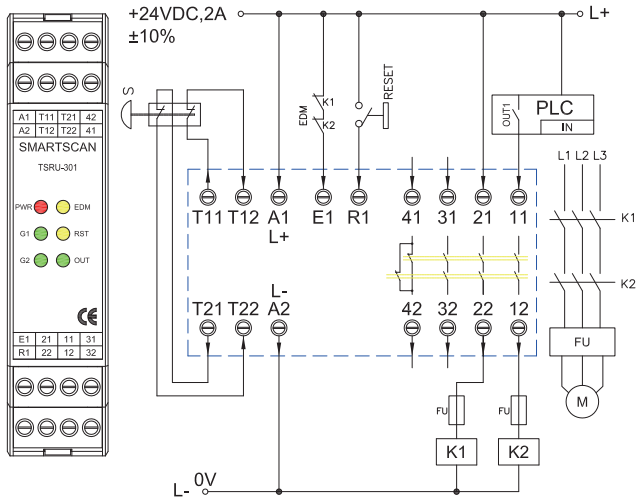 +24VDC,2A
±10%
L+
A1 T11 T21 42
A2 T12 T22 41
SMARTSCAN
TSRU-301
PWR EDM
G1 RST
G2 OUT
CE
E1 21 11 31
R1 22 12 32
S
EDM
K1
K2
RESET
OUT1
PLC
IN
L1 L2 L3
T11 T12 A1 E1 R1 41 31 21 11
L+
K1
K2
L-
T21 T22 A2 42 32 22 12
FU
M
FU FU
K1 K2
L- 0V